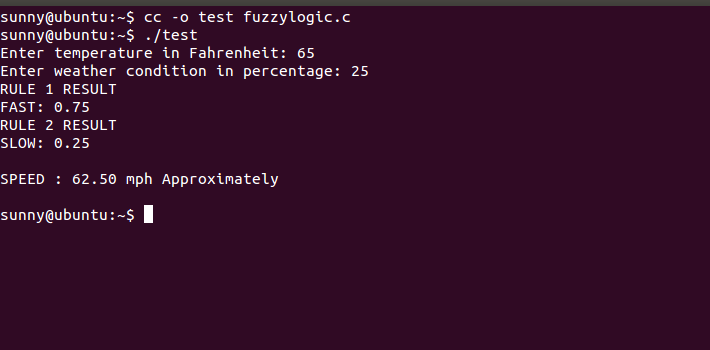 sunny@ubuntu:~$ cc -o test fuzzylogic.c
sunny@ubuntu:~$ ./test
Enter temperature in Fahrenheit: 65
Enter weather condition in percentage: 25
RULE 1 RESULT
FAST: 0.75
RULE 2 RESULT
SLOW: 0.25
SPEED : 62.50 mph Approximately
sunny@ubuntu:~$